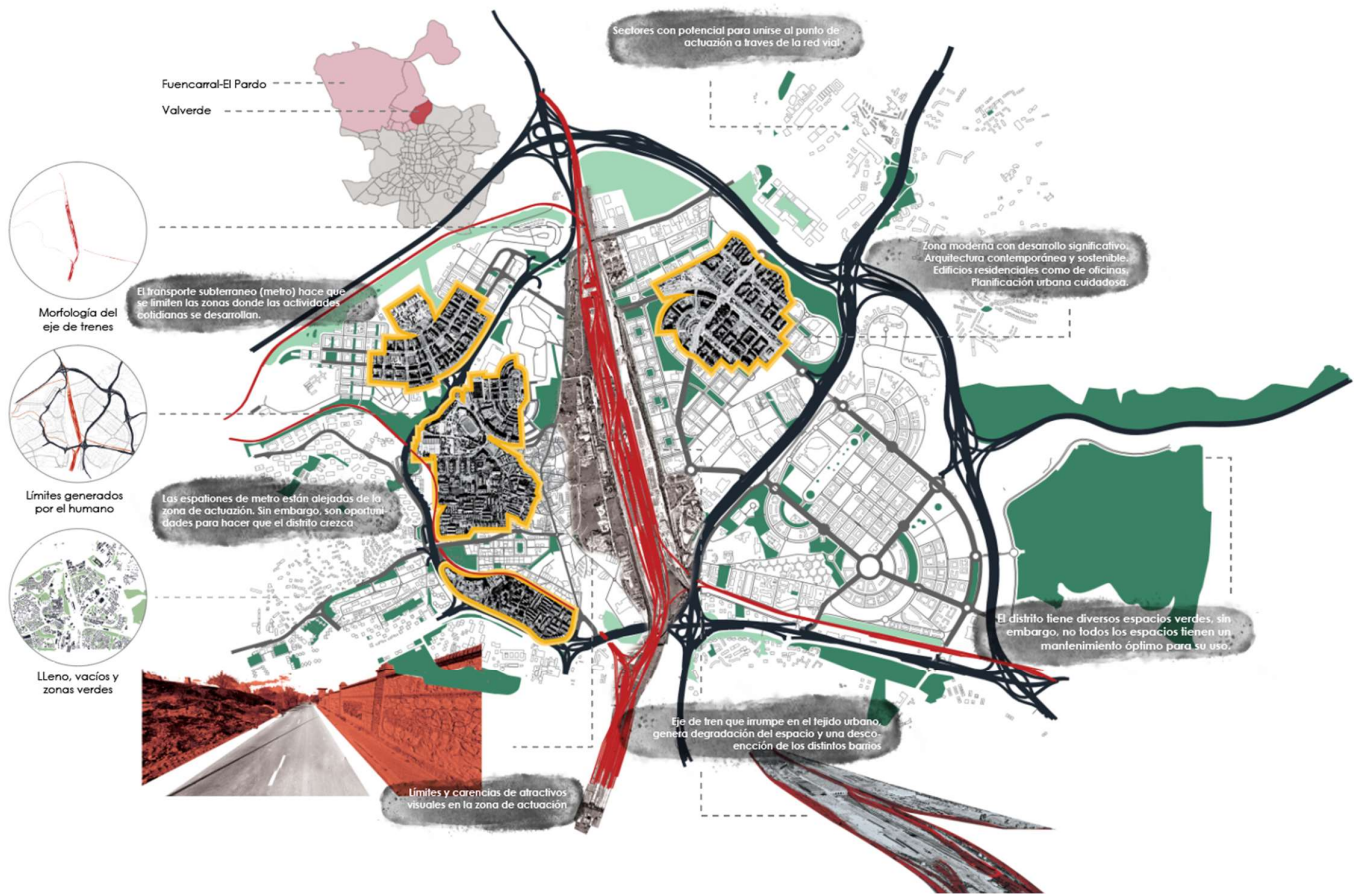 Sectores con potencial para unirse al punto de
actuazión a traves de la red vial
Fuencarral-El Pardo
Valverde
Zona moderna con desarrollo significativo.
Arquitectura contemporánea y sostenible.
Edificios residenciales como de oficinas,
Planificación urbana cuidadosa.
El transporte subterraneo (metro) hace que
se limiten las zonas donde las actividades
cotidianas se desarrollan.
Morfología del
eje de trenes
Límites generados
por el humano
Las espationes de metro están alejadas de la
zona de actuación. Sin embargo, son oportuni
dades para hacer que el distrito crezca
LLeno, vacíos y
zonas verdes
El distrito tiene diversos espacios verdes, sin
embargo, no todos los espacios tienen un
mantenimiento óptimo para su uso.
Eje de tren que irrumpe en el tejido urbano,
genera degradación del espacio y una desco
encción de los distintos barrios
Límites y carencias de atractivos
visuales en la zona de actuación